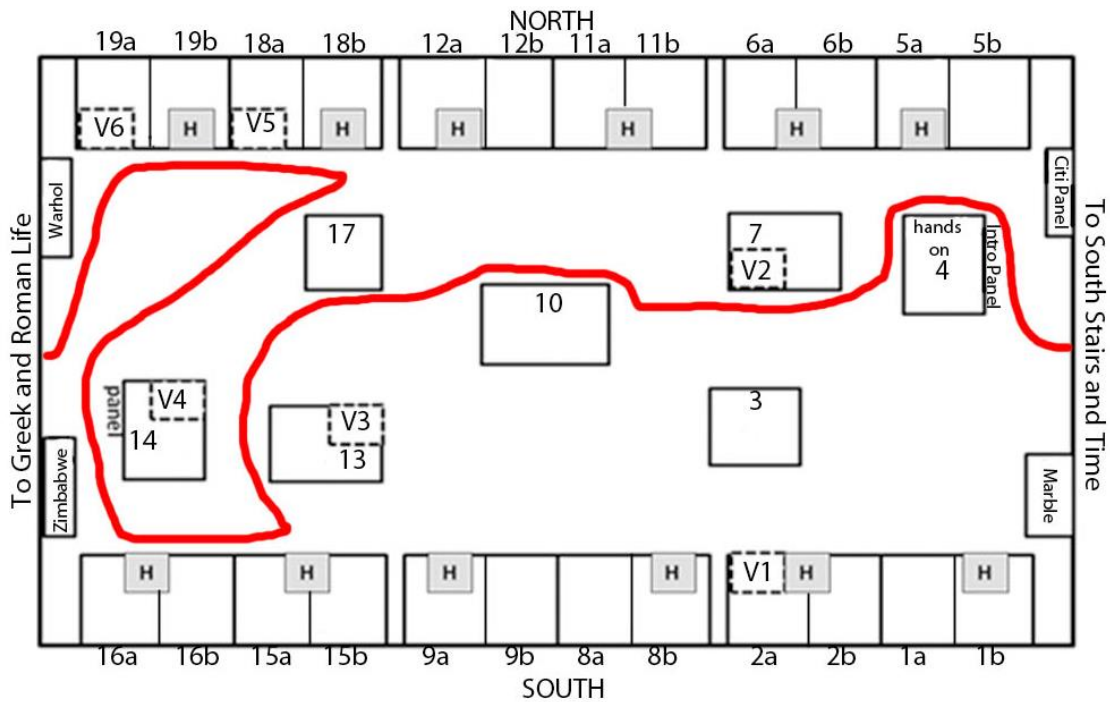 NORTH
19a 19b 18a 18b 12a 12b 11a 11b 6a 6b 5a 5b
V6 H V5 H H H H H
Warhol
Citi Panel
17
7
V2
hands
on
4
Intro Panel
10
To Greek and Roman Life
To South Stairs and Time
panel
V4
14
V3
13
3
Zimbabwe
Marble
H H H H V1 H H
16a 16b 15a 15b 9a 9b 8a 8b 2a 2b 1a 1b
SOUTH